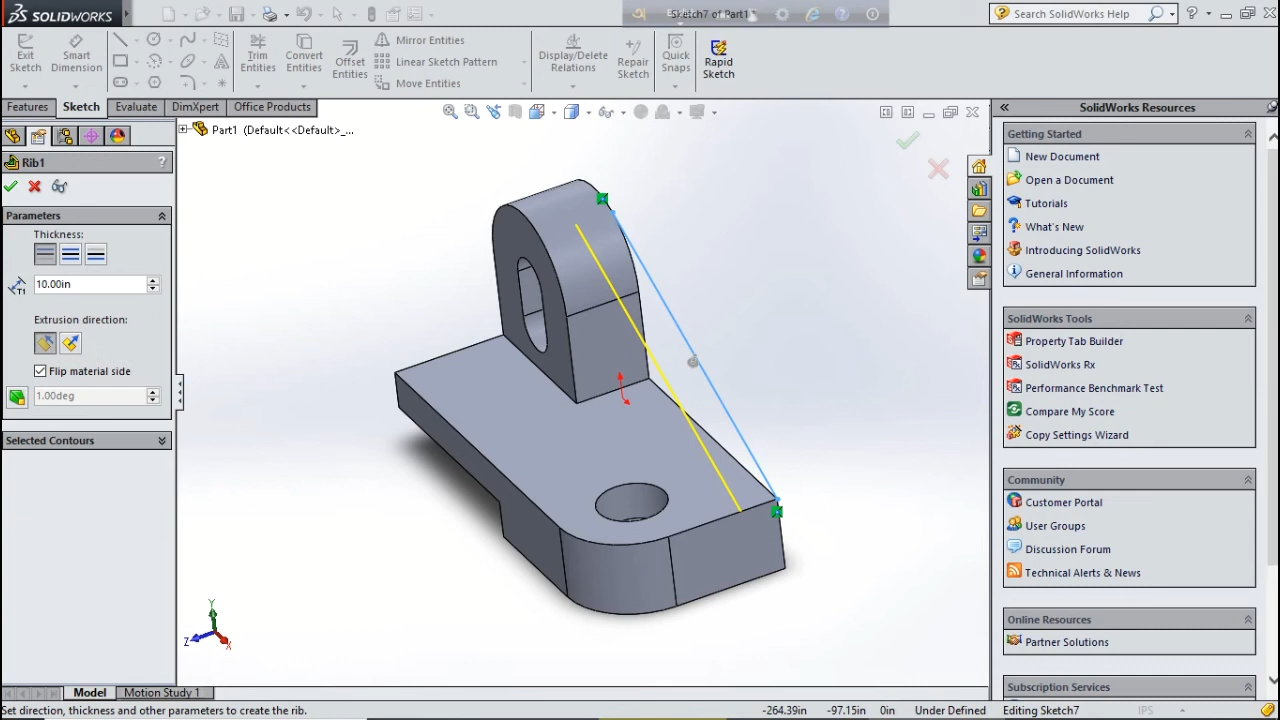 SOLIDWORKS
Sketch7 of Part1 *
Search SolidWorks Help
Exit Sketch
Smart Dimension
Trim Entities
Convert Entities
Offset Entities
Mirror Entities
Linear Sketch Pattern
Move Entities
Display/Delete Relations
Repair Sketch
Quick Snaps
Rapid Sketch
Features
Sketch
Evaluate
DimXpert
Office Products
Part1 (Default<<Default>_...
Rib1
?
Parameters
Thickness:
T1
10.00in
Extrusion direction:
Flip material side
1.00deg
Selected Contours
Y
Z
X
SolidWorks Resources
Getting Started
New Document
Open a Document
Tutorials
What's New
Introducing SolidWorks
General Information
SolidWorks Tools
Property Tab Builder
SolidWorks Rx
Performance Benchmark Test
Compare My Score
Copy Settings Wizard
Community
Customer Portal
User Groups
Discussion Forum
Technical Alerts & News
Online Resources
Partner Solutions
Subscription Services
Model
Motion Study 1
Set direction, thickness and other parameters to create the rib.
-264.39in
-97.15in
0in
Under Defined
Editing Sketch7
IPS